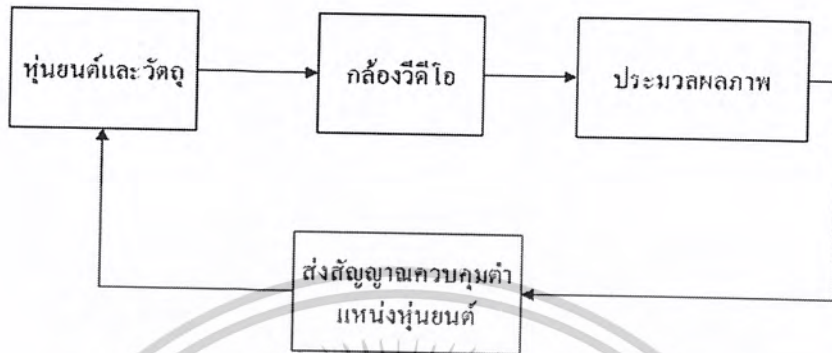 หุ่นยนต์และวัตถุ
กล้องวีดีโอ
ประมวลผลภาพ
ส่งสัญญาณควบคุมตำ
แหน่งหุ่นยนต์